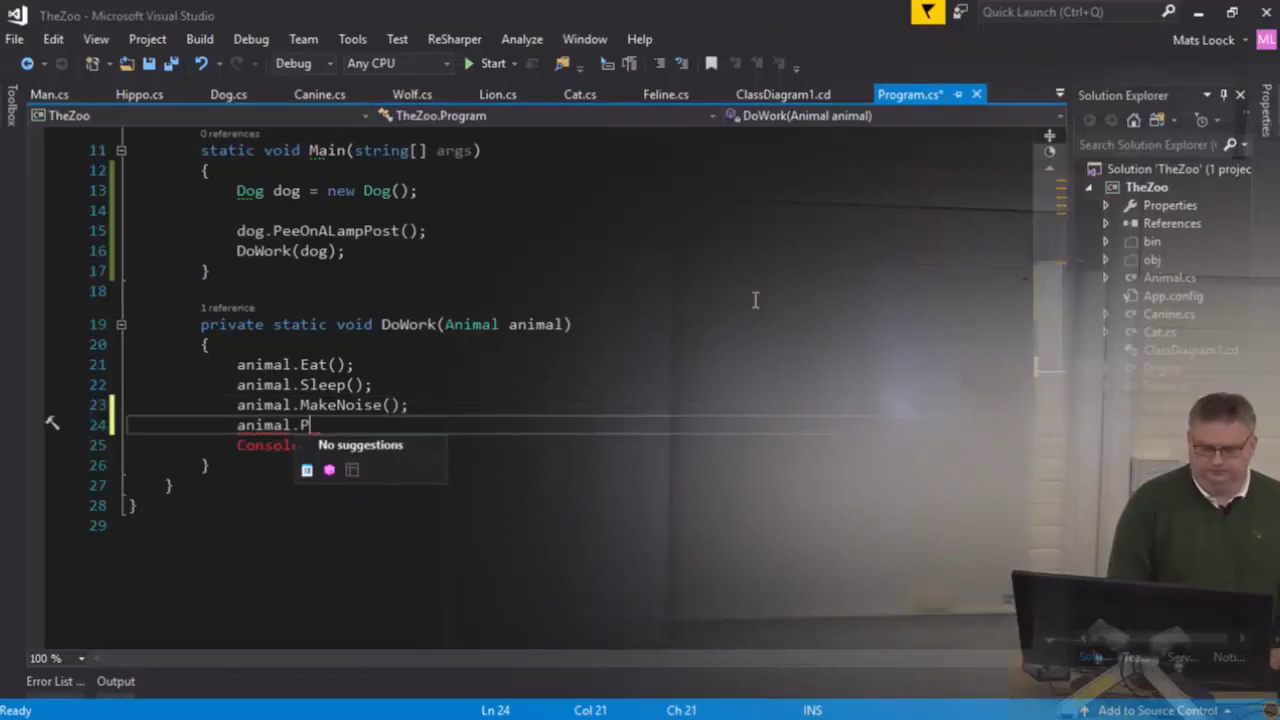 TheZoo - Microsoft Visual Studio
Quick Launch (Ctrl+Q)
File Edit View Project Build Debug Team Tools Test ReSharper Analyze Window Help
Mats Loock ML
Debug Any CPU Start
Toolbox
Man.cs Hippo.cs Dog.cs Canine.cs Wolf.cs Lion.cs Cat.cs Feline.cs ClassDiagram1.cd Program.cs*
Solution Explorer
Properties
TheZoo TheZoo.Program DoWork(Animal animal)
Search Solution Explorer (
Solution 'TheZoo' (1 projec
TheZoo
Properties
References
bin
obj
Animal.cs
App.config
Canine.cs
Cat.cs
ClassDiagram1.cd
0 references
11 static void Main(string[] args)
12 {
13 Dog dog = new Dog();
14
15 dog.PeeOnALampPost();
16 DoWork(dog);
17 }
18
1 reference
19 private static void DoWork(Animal animal)
20 {
21 animal.Eat();
22 animal.Sleep();
23 animal.MakeNoise();
24 animal.P
25 Console
No suggestions
26 }
27 }
28 }
29
100 %
Solu... Tea... Serv... Noti...
Error List ... Output
Ready Ln 24 Col 21 Ch 21 INS Add to Source Control